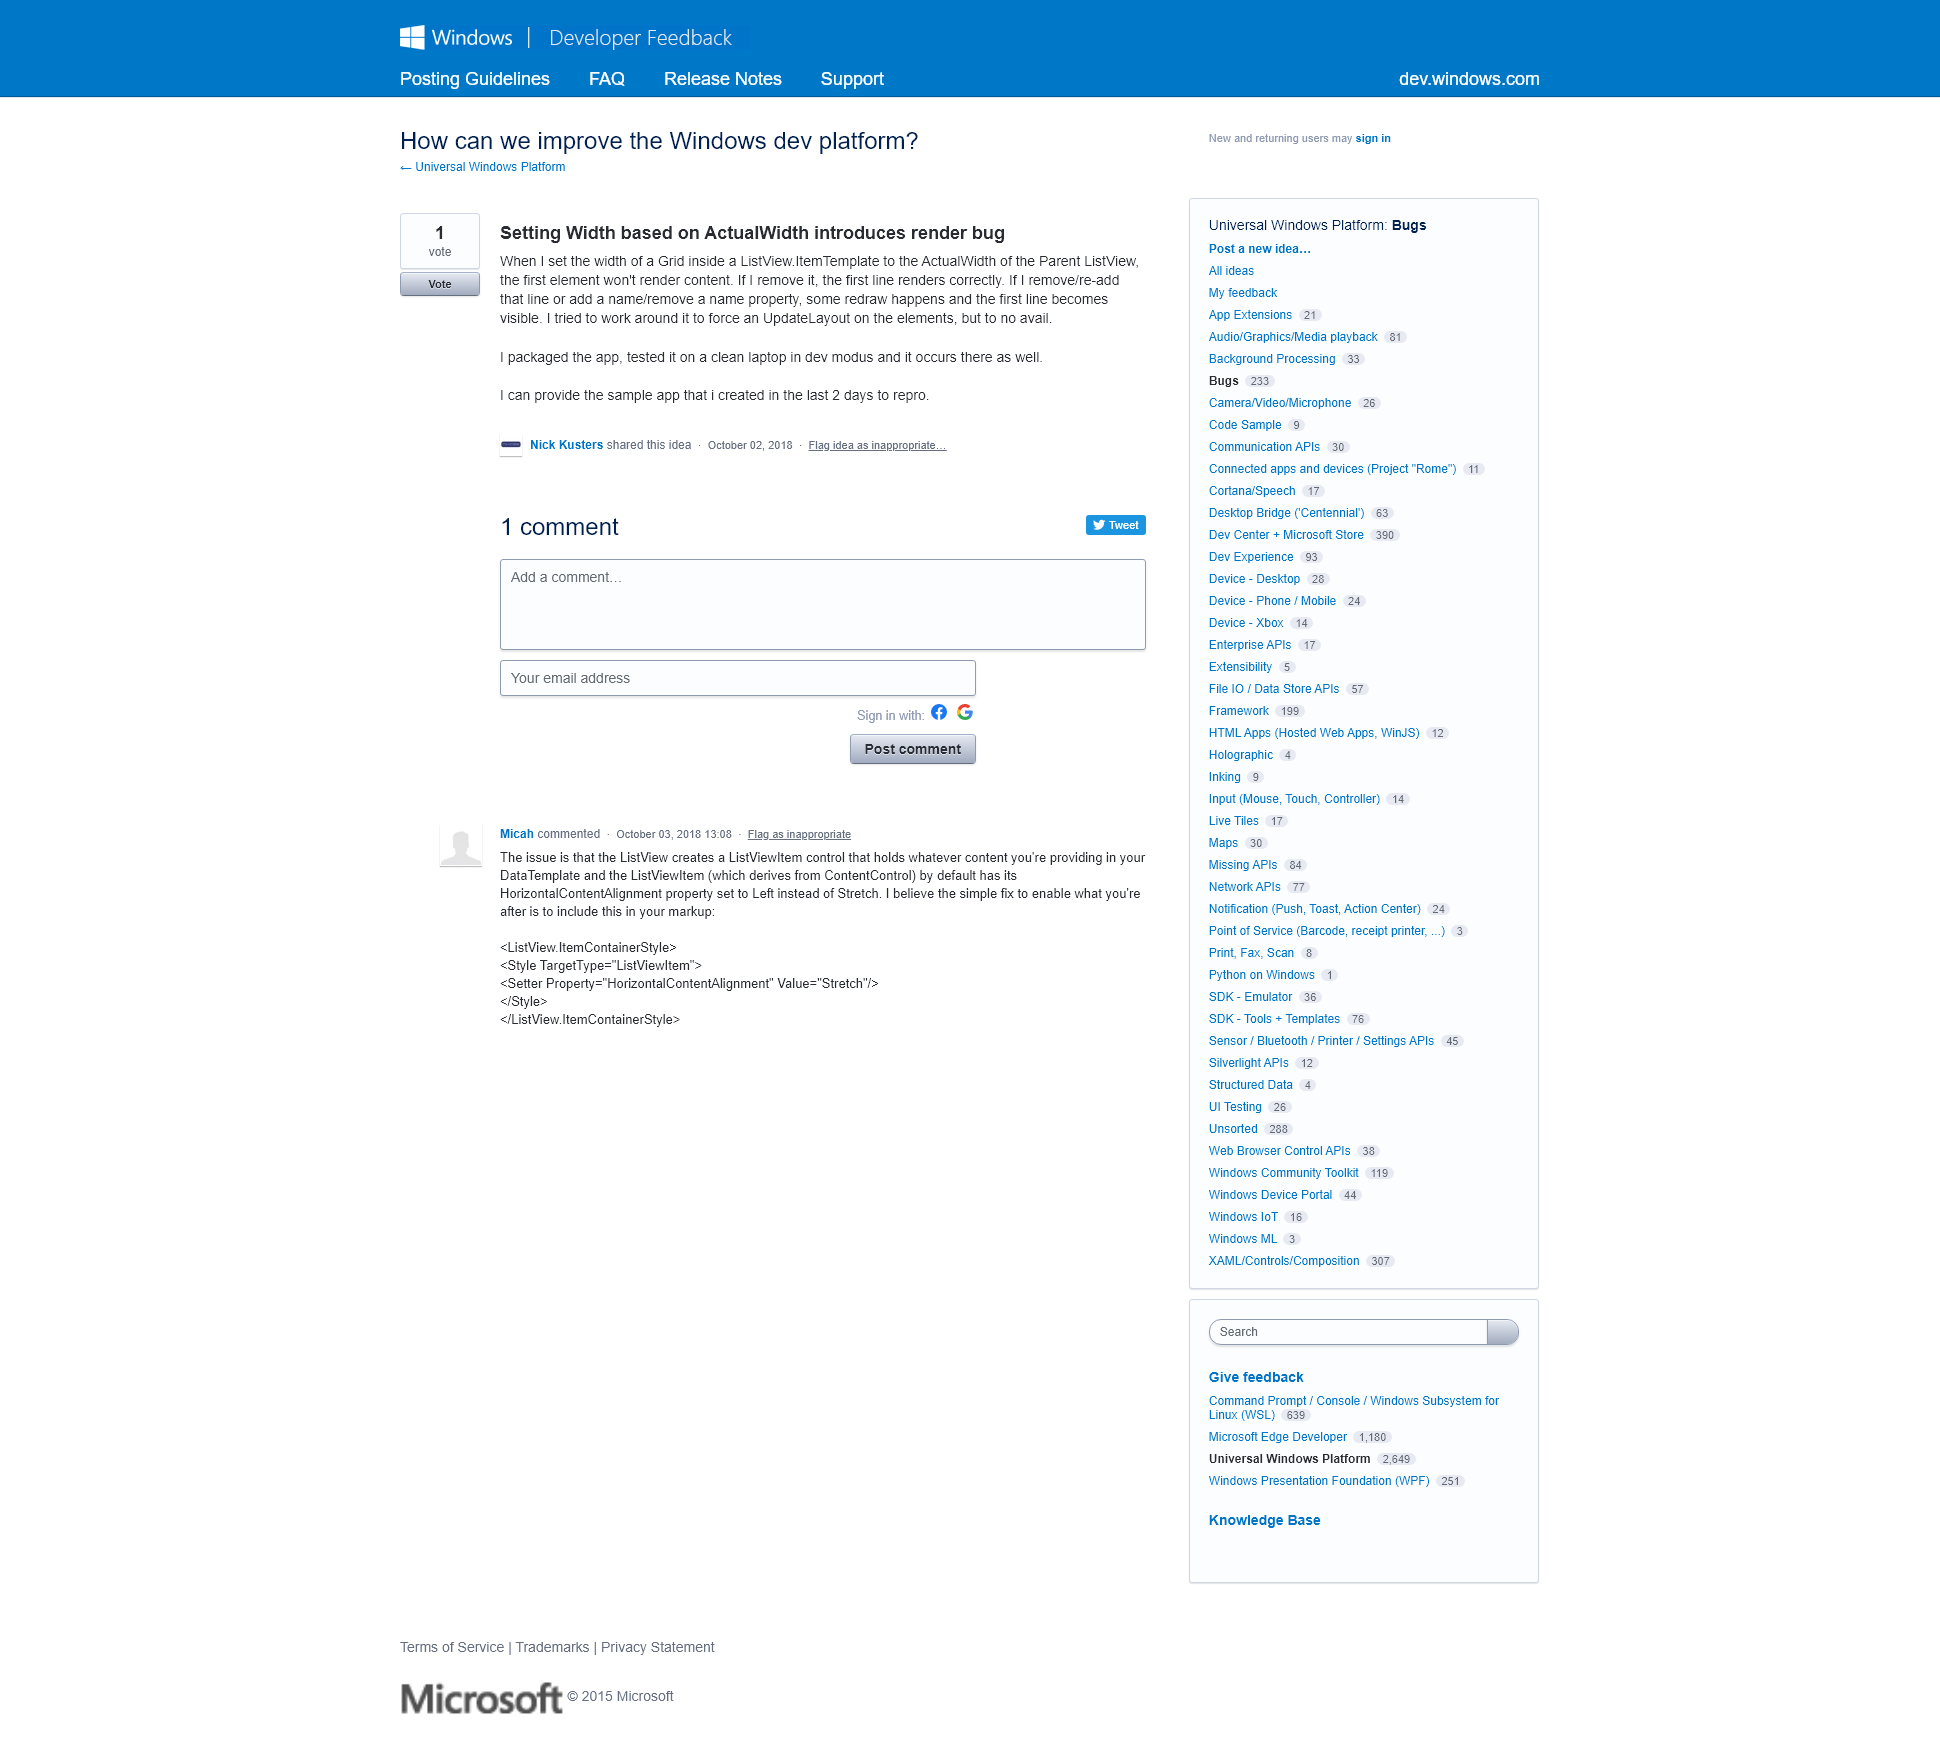 Windows | Developer Feedback
Posting Guidelines FAQ Release Notes Support dev.windows.com
How can we improve the Windows dev platform?
← Universal Windows Platform
New and returning users may sign in
1
vote
Vote
Setting Width based on ActualWidth introduces render bug
When I set the width of a Grid inside a ListView.ItemTemplate to the ActualWidth of the Parent ListView,
the first element won't render content. If I remove it, the first line renders correctly. If I remove/re-add
that line or add a name/remove a name property, some redraw happens and the first line becomes
visible. I tried to work around it to force an UpdateLayout on the elements, but to no avail.
I packaged the app, tested it on a clean laptop in dev modus and it occurs there as well.
I can provide the sample app that i created in the last 2 days to repro.
Nick Kusters shared this idea · October 02, 2018 · Flag idea as inappropriate…
1 comment
Tweet
Add a comment…
Your email address
Sign in with:
Post comment
Micah commented · October 03, 2018 13:08 · Flag as inappropriate
The issue is that the ListView creates a ListViewItem control that holds whatever content you're providing in your
DataTemplate and the ListViewItem (which derives from ContentControl) by default has its
HorizontalContentAlignment property set to Left instead of Stretch. I believe the simple fix to enable what you're
after is to include this in your markup:
<ListView.ItemContainerStyle>
<Style TargetType="ListViewItem">
<Setter Property="HorizontalContentAlignment" Value="Stretch"/>
</Style>
</ListView.ItemContainerStyle>
Universal Windows Platform: Bugs
Post a new idea…
All ideas
My feedback
App Extensions 21
Audio/Graphics/Media playback 81
Background Processing 33
Bugs 233
Camera/Video/Microphone 26
Code Sample 9
Communication APIs 30
Connected apps and devices (Project "Rome") 11
Cortana/Speech 17
Desktop Bridge ('Centennial') 63
Dev Center + Microsoft Store 390
Dev Experience 93
Device - Desktop 28
Device - Phone / Mobile 24
Device - Xbox 14
Enterprise APIs 17
Extensibility 5
File IO / Data Store APIs 57
Framework 199
HTML Apps (Hosted Web Apps, WinJS) 12
Holographic 4
Inking 9
Input (Mouse, Touch, Controller) 14
Live Tiles 17
Maps 30
Missing APIs 84
Network APIs 77
Notification (Push, Toast, Action Center) 24
Point of Service (Barcode, receipt printer, ...) 3
Print, Fax, Scan 8
Python on Windows 1
SDK - Emulator 36
SDK - Tools + Templates 76
Sensor / Bluetooth / Printer / Settings APIs 45
Silverlight APIs 12
Structured Data 4
UI Testing 26
Unsorted 288
Web Browser Control APIs 38
Windows Community Toolkit 119
Windows Device Portal 44
Windows IoT 16
Windows ML 3
XAML/Controls/Composition 307
Search
Give feedback
Command Prompt / Console / Windows Subsystem for
Linux (WSL) 639
Microsoft Edge Developer 1,180
Universal Windows Platform 2,649
Windows Presentation Foundation (WPF) 251
Knowledge Base
Terms of Service | Trademarks | Privacy Statement
Microsoft © 2015 Microsoft